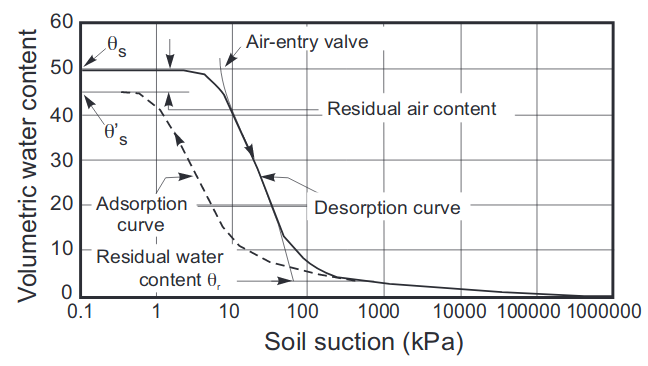 Volumetric water content
60
50
40
30
20
10
0
θs
θ's
Air-entry valve
Residual air content
Adsorption
curve
Desorption curve
Residual water
content θr
0.1
1
10
100
1000
10000
100000
1000000
Soil suction (kPa)